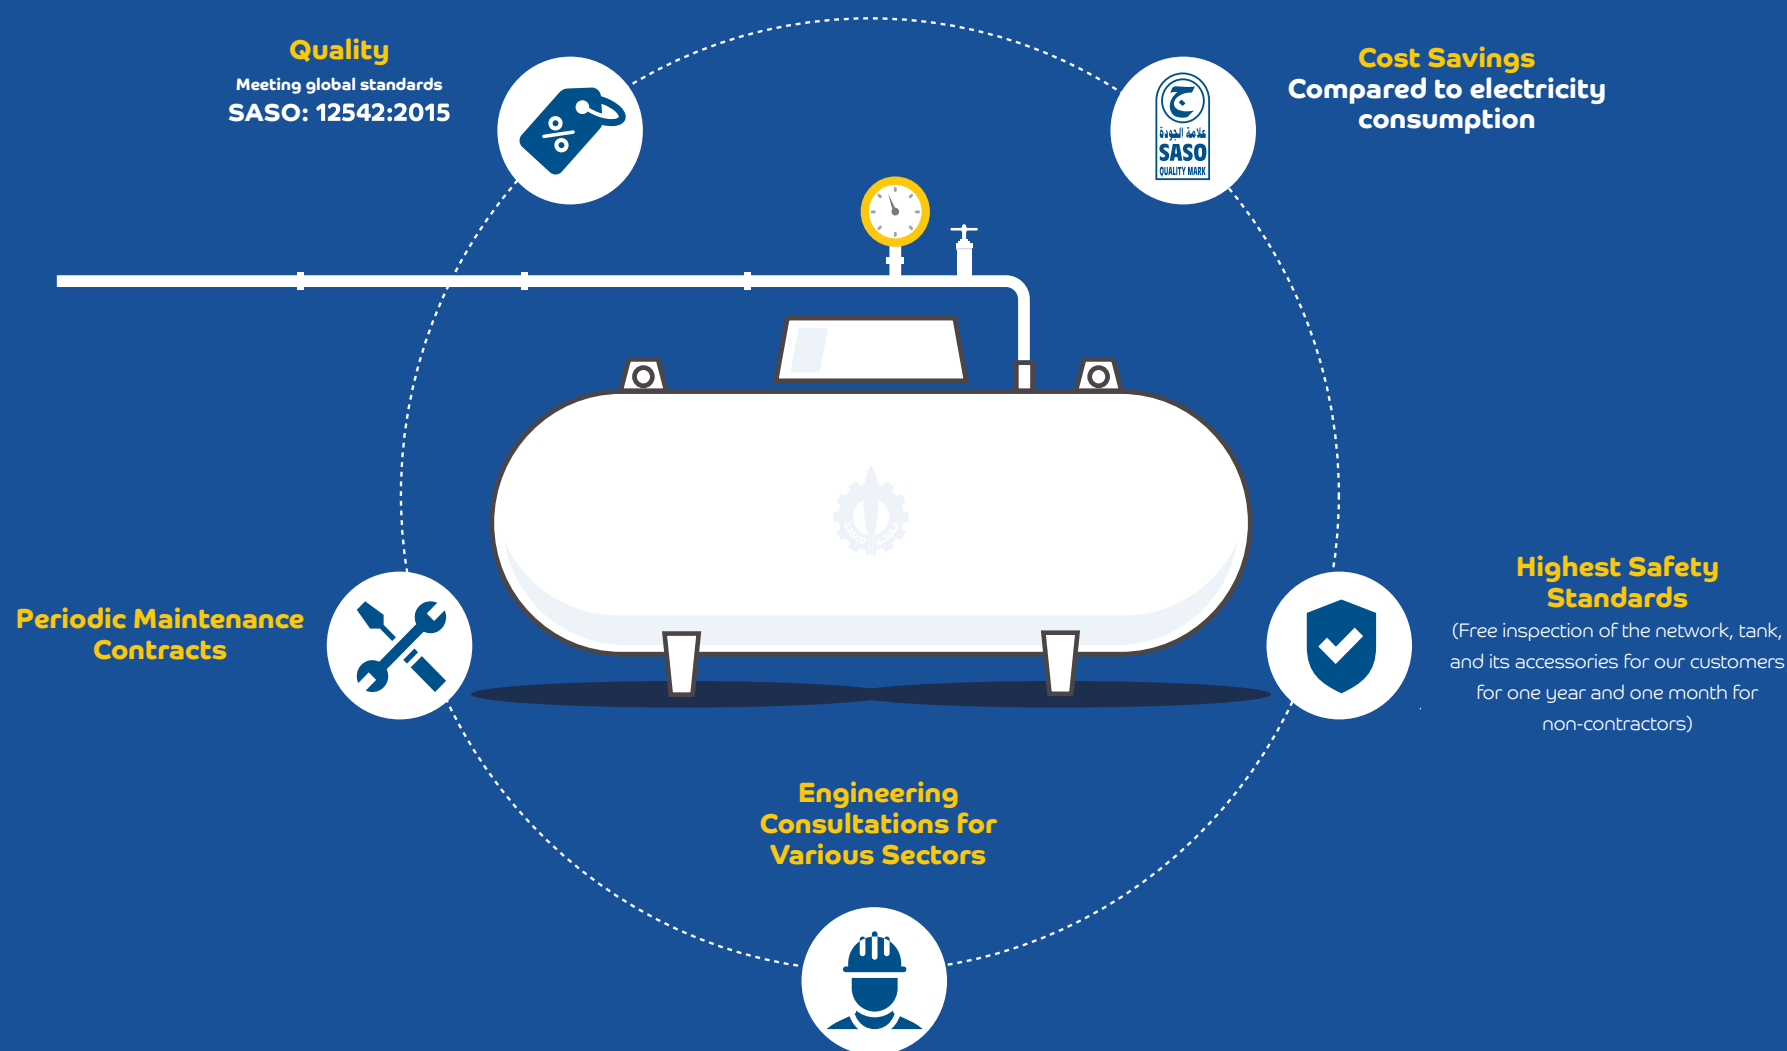 Quality
Meeting global standards
SASO: 12542:2015
علامة الجودة
SASO
QUALITY MARK
Cost Savings
Compared to electricity
consumption
Periodic Maintenance
Contracts
Highest Safety
Standards
(Free inspection of the network, tank,
and its accessories for our customers
for one year and one month for
non-contractors)
Engineering
Consultations for
Various Sectors